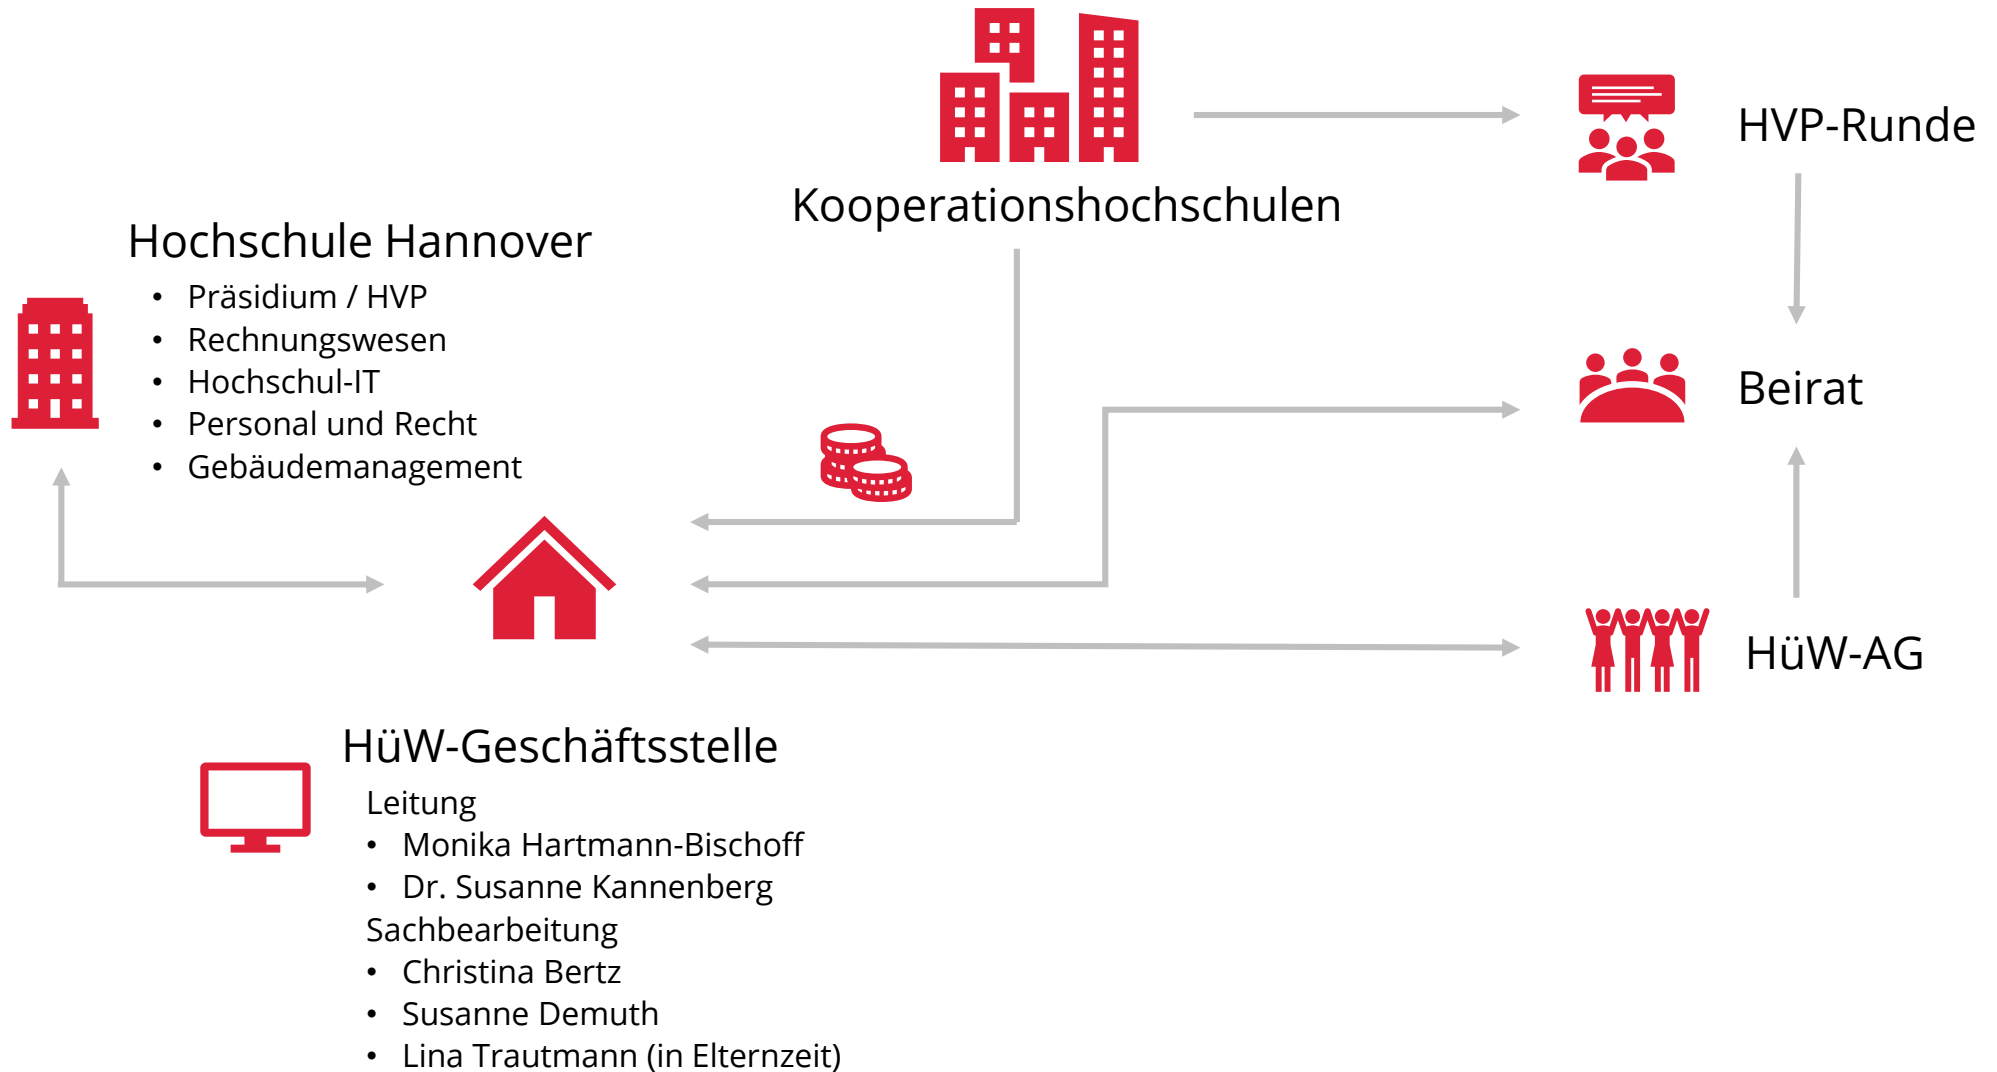 Kooperationshochschulen
HVP-Runde
Hochschule Hannover
• Präsidium / HVP
• Rechnungswesen
• Hochschul-IT
• Personal und Recht
• Gebäudemanagement
Beirat
HüW-AG
HüW-Geschäftsstelle
Leitung
• Monika Hartmann-Bischoff
• Dr. Susanne Kannenberg
Sachbearbeitung
• Christina Bertz
• Susanne Demuth
• Lina Trautmann (in Elternzeit)